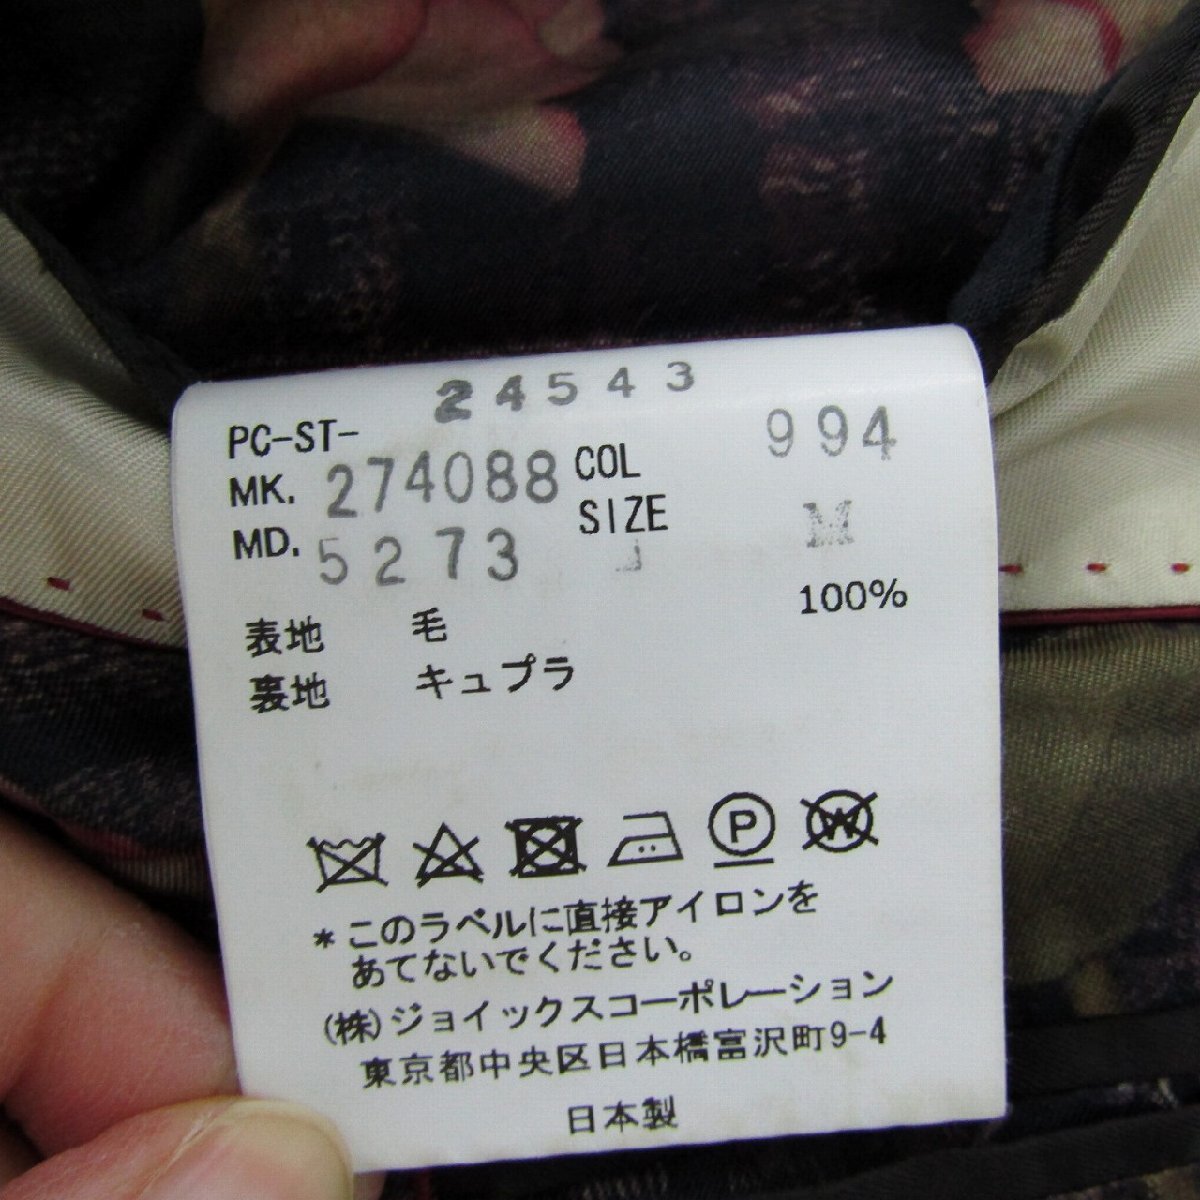 PC-ST- 24543
MK. 274088 COL 994
MD. 5273 SIZE M
表地 毛 100%
裏地 キュプラ
P W
*このラベルに直接アイロンを
あてないでください。
(株)ジョイックスコーポレーション
東京都中央区日本橋富沢町9-4
日本製